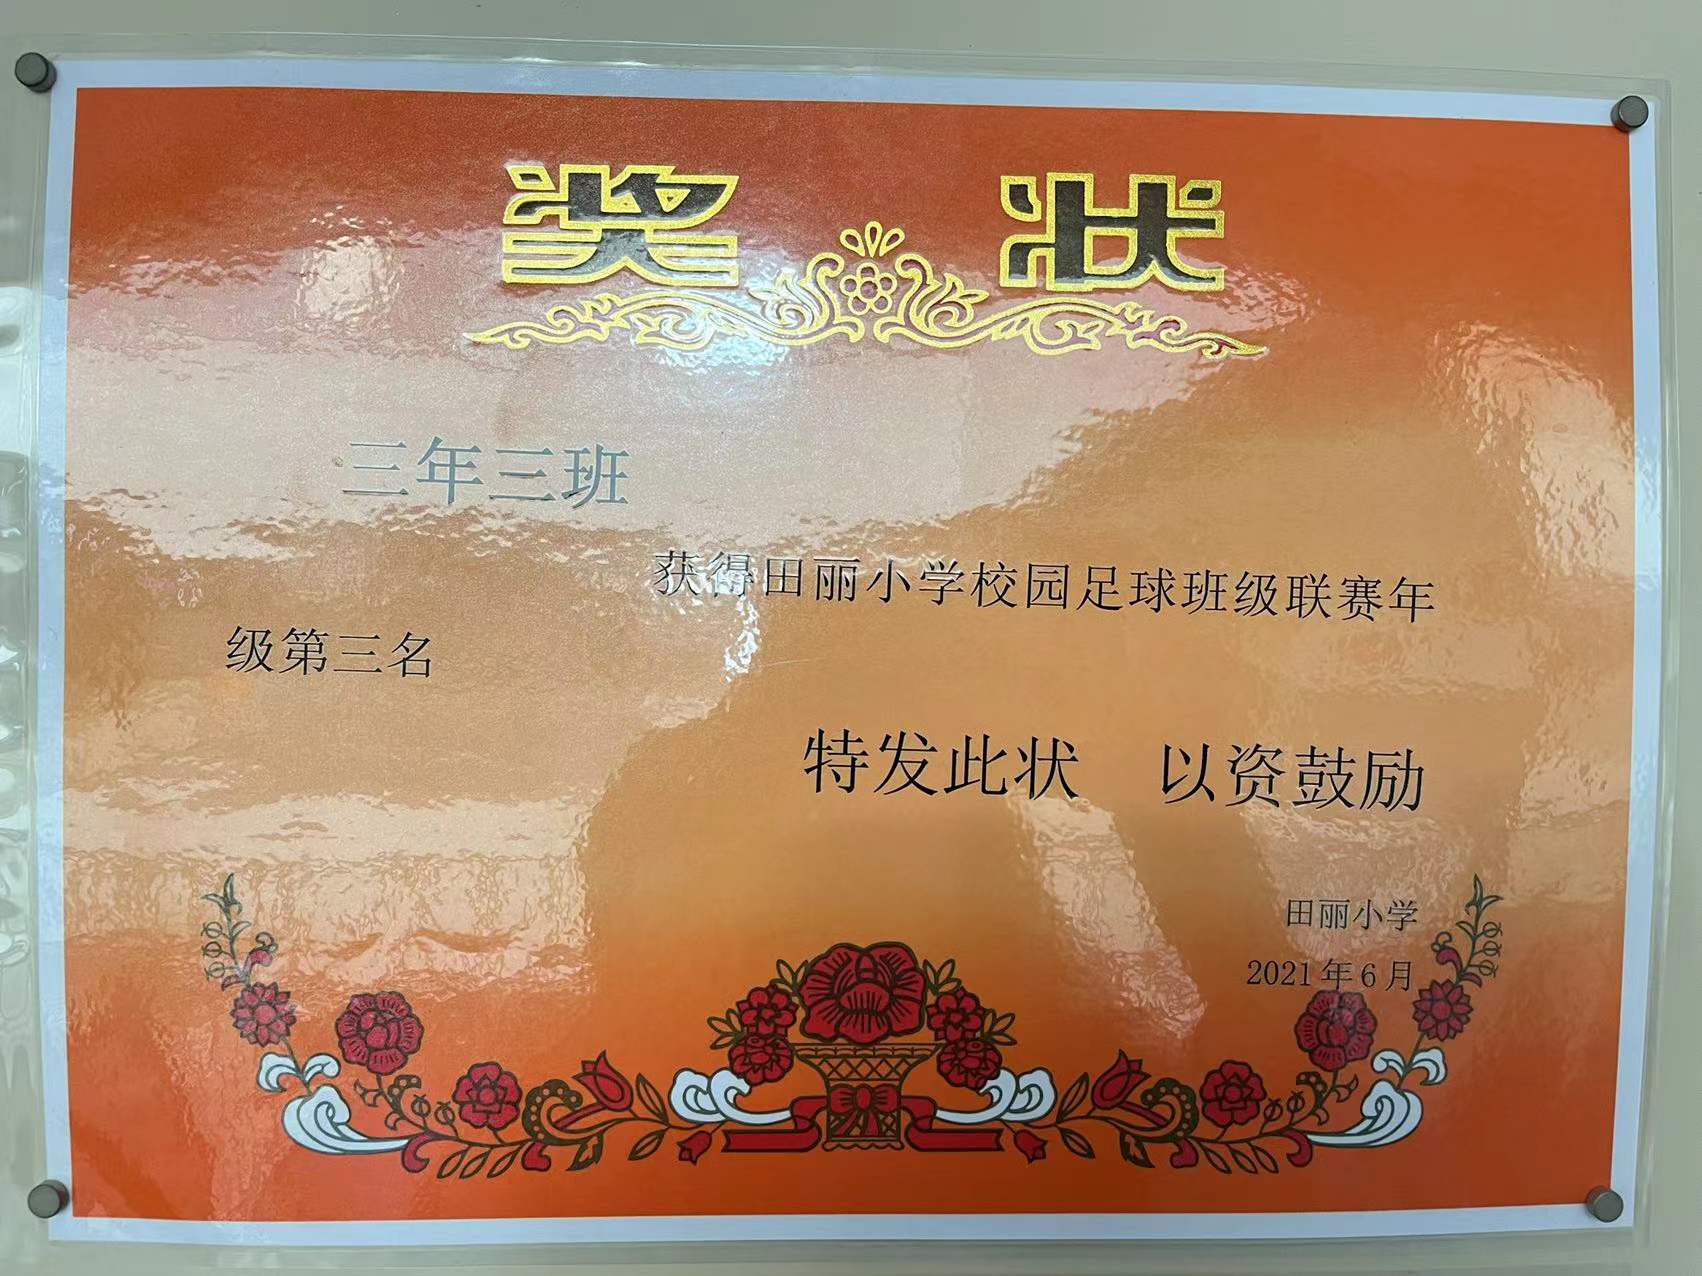 奖 状
三年三班
获得田丽小学校园足球班级联赛年
级第三名
特发此状 以资鼓励
田丽小学
2021年6月